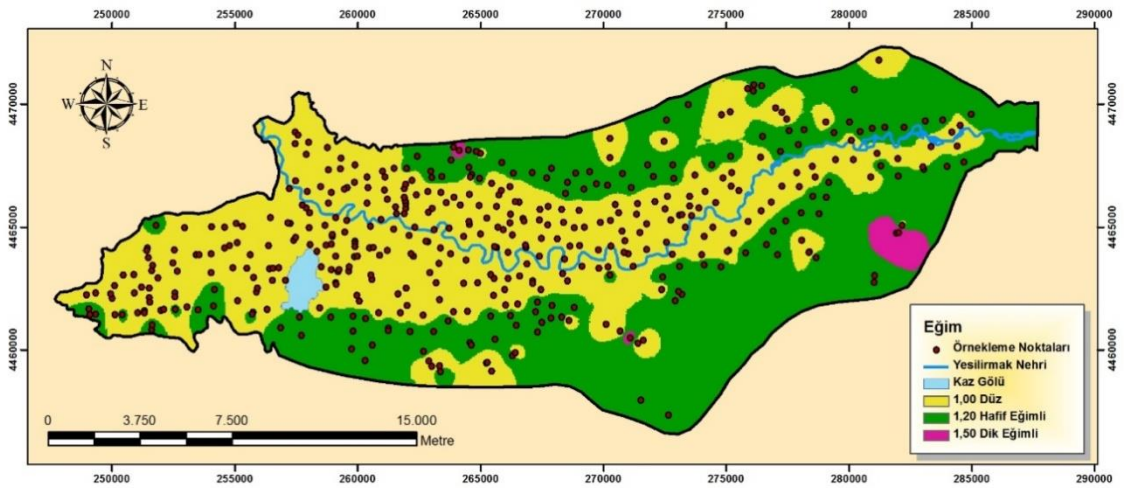 250000 255000 260000 265000 270000 275000 280000 285000 290000
N
W E
S
4470000 4470000
4465000 4465000
4460000 4460000
Eğim
Örnekleme Noktaları
Yesilirmak Nehri
Kaz Gölü
1,00 Düz
1,20 Hafif Eğimli
1,50 Dik Eğimli
0 3.750 7.500 15.000
Metre
250000 255000 260000 265000 270000 275000 280000 285000 290000